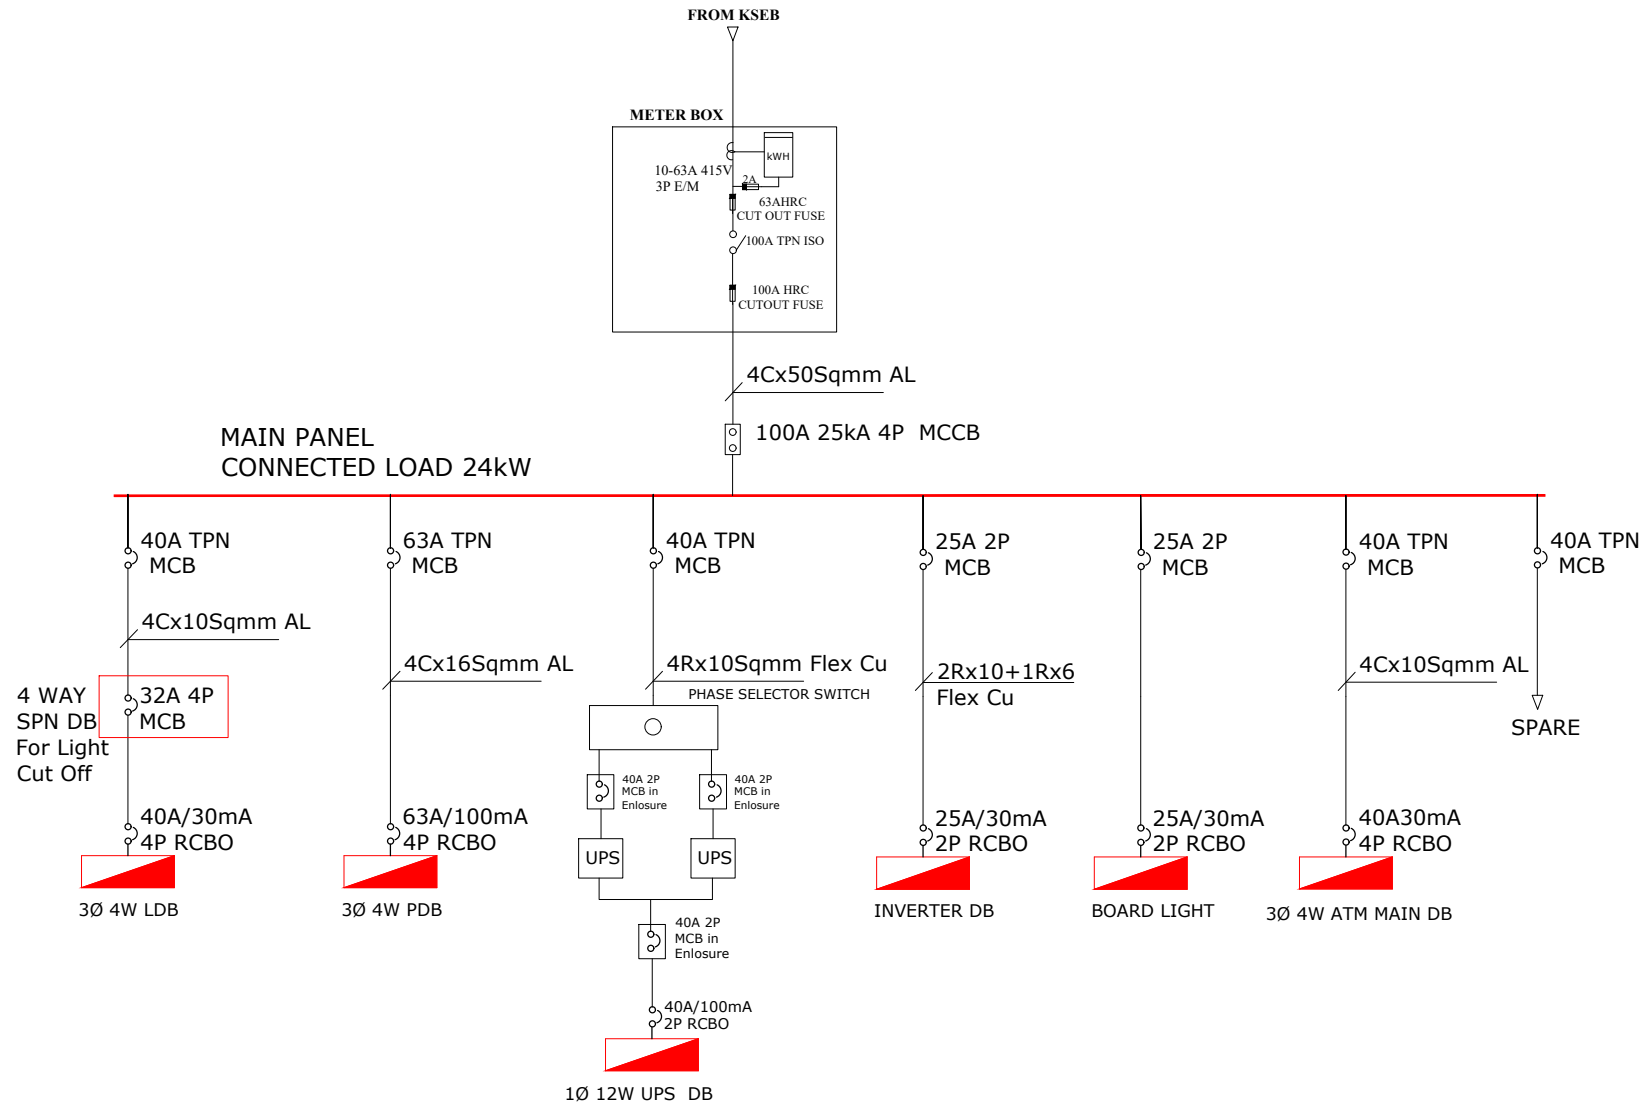 FROM KSEB
METER BOX
kWH
10-63A 415V
3P E/M
2A
63AHRC
CUT OUT FUSE
100A TPN ISO
100A HRC
CUTOUT FUSE
4Cx50Sqmm AL
100A 25kA 4P MCCB
MAIN PANEL
CONNECTED LOAD 24kW
40A TPN
MCB
63A TPN
MCB
40A TPN
MCB
25A 2P
MCB
25A 2P
MCB
40A TPN
MCB
40A TPN
MCB
4Cx10Sqmm AL
4Cx16Sqmm AL
4Rx10Sqmm Flex Cu
2Rx10+1Rx6
Flex Cu
4Cx10Sqmm AL
SPARE
4 WAY
SPN DB
For Light
Cut Off
32A 4P
MCB
PHASE SELECTOR SWITCH
40A 2P
MCB in
Enlosure
40A 2P
MCB in
Enlosure
UPS
UPS
40A/30mA
4P RCBO
63A/100mA
4P RCBO
25A/30mA
2P RCBO
25A/30mA
2P RCBO
40A30mA
4P RCBO
3Ø 4W LDB
3Ø 4W PDB
INVERTER DB
BOARD LIGHT
3Ø 4W ATM MAIN DB
40A 2P
MCB in
Enlosure
40A/100mA
2P RCBO
1Ø 12W UPS DB